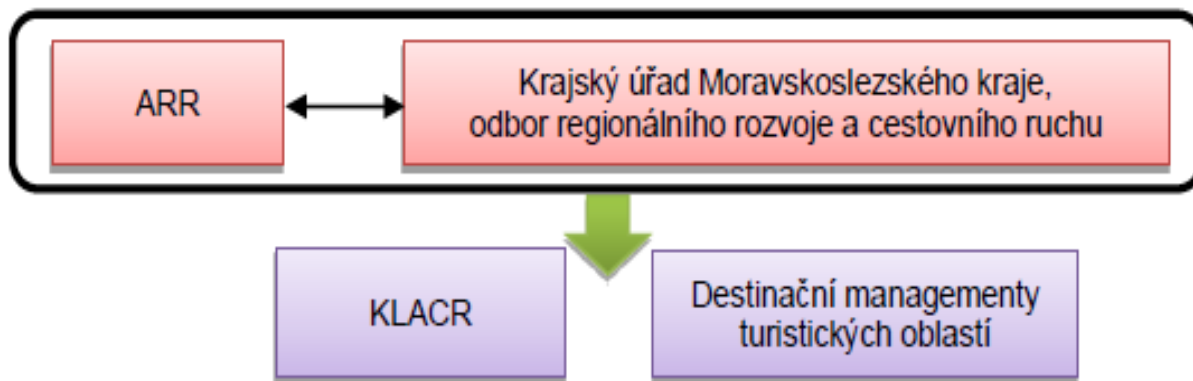 ARR
Krajský úřad Moravskoslezského kraje,
odbor regionálního rozvoje a cestovního ruchu
KLACR
Destinační managementy
turistických oblastí